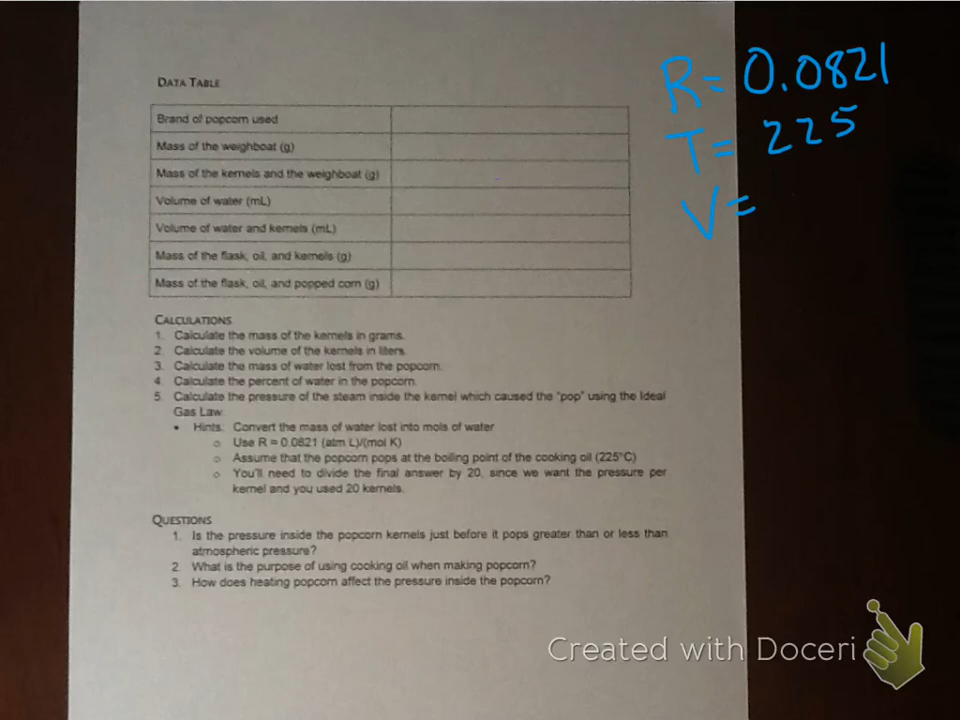 DATA TABLE
Brand of popcorn used
Mass of the weighboat (g)
Mass of the kernels and the weighboat (g)
Volume of water (mL)
Volume of water and kernels (mL)
Mass of the flask, oil, and kernels (g)
Mass of the flask, oil, and popped corn (g)
CALCULATIONS
1. Calculate the mass of the kernels in grams.
2. Calculate the volume of the kernels in liters.
3. Calculate the mass of water lost from the popcorn.
4. Calculate the percent of water in the popcorn.
5. Calculate the pressure of the steam inside the kernel which caused the "pop" using the Ideal
Gas Law.
• Hints: Convert the mass of water lost into mols of water
o Use R = 0.0821 (atm L)/(mol K)
o Assume that the popcorn pops at the boiling point of the cooking oil (225°C)
o You'll need to divide the final answer by 20, since we want the pressure per
kernel and you used 20 kernels.
QUESTIONS
1. Is the pressure inside the popcorn kernels just before it pops greater than or less than
atmospheric pressure?
2. What is the purpose of using cooking oil when making popcorn?
3. How does heating popcorn affect the pressure inside the popcorn?
R= 0.0821
T= 225
V=
Created with Doceri